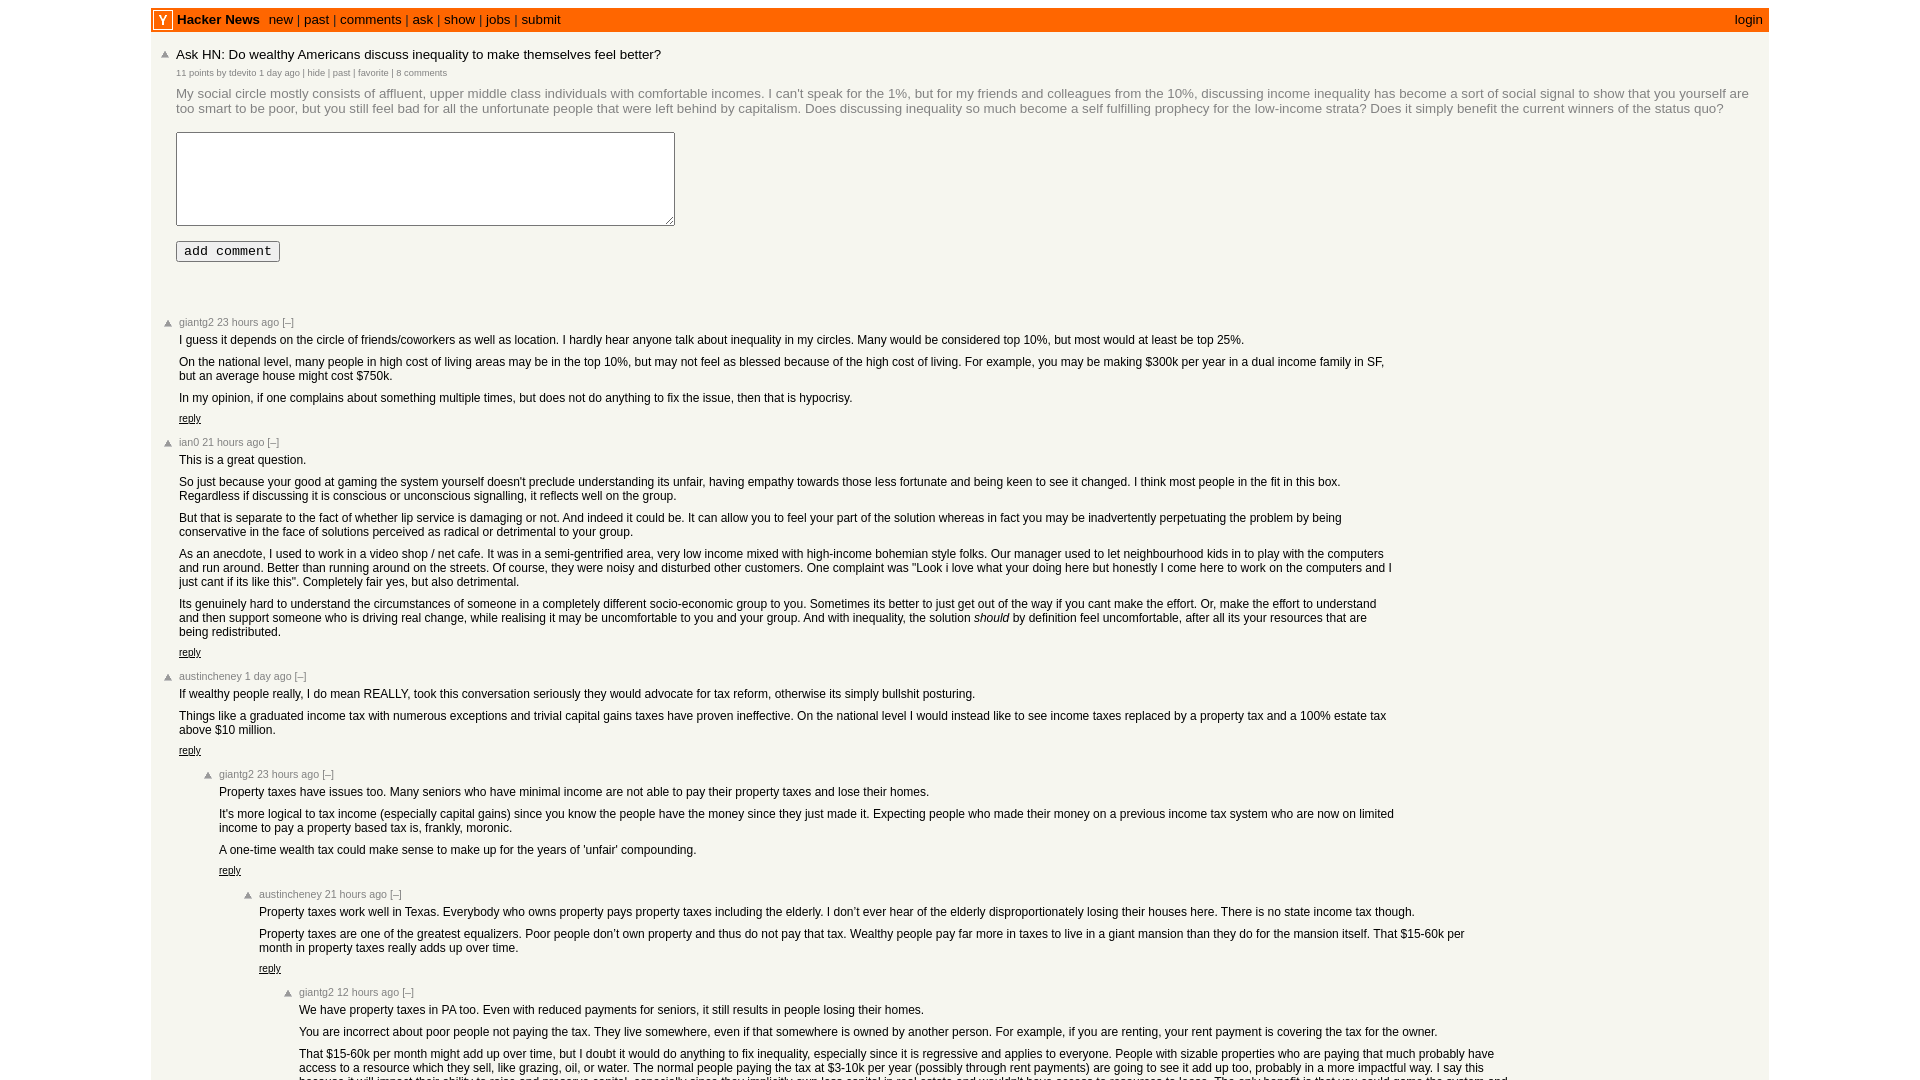 Y Hacker News new | past | comments | ask | show | jobs | submit login
Ask HN: Do wealthy Americans discuss inequality to make themselves feel better?
11 points by tdevito 1 day ago | hide | past | favorite | 8 comments
My social circle mostly consists of affluent, upper middle class individuals with comfortable incomes. I can't speak for the 1%, but for my friends and colleagues from the 10%, discussing income inequality has become a sort of social signal to show that you yourself are
too smart to be poor, but you still feel bad for all the unfortunate people that were left behind by capitalism. Does discussing inequality so much become a self fulfilling prophecy for the low-income strata? Does it simply benefit the current winners of the status quo?
add comment
giantg2 23 hours ago [–]
I guess it depends on the circle of friends/coworkers as well as location. I hardly hear anyone talk about inequality in my circles. Many would be considered top 10%, but most would at least be top 25%.
On the national level, many people in high cost of living areas may be in the top 10%, but may not feel as blessed because of the high cost of living. For example, you may be making $300k per year in a dual income family in SF,
but an average house might cost $750k.
In my opinion, if one complains about something multiple times, but does not do anything to fix the issue, then that is hypocrisy.
reply
ian0 21 hours ago [–]
This is a great question.
So just because your good at gaming the system yourself doesn't preclude understanding its unfair, having empathy towards those less fortunate and being keen to see it changed. I think most people in the fit in this box.
Regardless if discussing it is conscious or unconscious signalling, it reflects well on the group.
But that is separate to the fact of whether lip service is damaging or not. And indeed it could be. It can allow you to feel your part of the solution whereas in fact you may be inadvertently perpetuating the problem by being
conservative in the face of solutions perceived as radical or detrimental to your group.
As an anecdote, I used to work in a video shop / net cafe. It was in a semi-gentrified area, very low income mixed with high-income bohemian style folks. Our manager used to let neighbourhood kids in to play with the computers
and run around. Better than running around on the streets. Of course, they were noisy and disturbed other customers. One complaint was "Look i love what your doing here but honestly I come here to work on the computers and I
just cant if its like this". Completely fair yes, but also detrimental.
Its genuinely hard to understand the circumstances of someone in a completely different socio-economic group to you. Sometimes its better to just get out of the way if you cant make the effort. Or, make the effort to understand
and then support someone who is driving real change, while realising it may be uncomfortable to you and your group. And with inequality, the solution should by definition feel uncomfortable, after all its your resources that are
being redistributed.
reply
austincheney 1 day ago [–]
If wealthy people really, I do mean REALLY, took this conversation seriously they would advocate for tax reform, otherwise its simply bullshit posturing.
Things like a graduated income tax with numerous exceptions and trivial capital gains taxes have proven ineffective. On the national level I would instead like to see income taxes replaced by a property tax and a 100% estate tax
above $10 million.
reply
giantg2 23 hours ago [–]
Property taxes have issues too. Many seniors who have minimal income are not able to pay their property taxes and lose their homes.
It's more logical to tax income (especially capital gains) since you know the people have the money since they just made it. Expecting people who made their money on a previous income tax system who are now on limited
income to pay a property based tax is, frankly, moronic.
A one-time wealth tax could make sense to make up for the years of 'unfair' compounding.
reply
austincheney 21 hours ago [–]
Property taxes work well in Texas. Everybody who owns property pays property taxes including the elderly. I don’t ever hear of the elderly disproportionately losing their houses here. There is no state income tax though.
Property taxes are one of the greatest equalizers. Poor people don’t own property and thus do not pay that tax. Wealthy people pay far more in taxes to live in a giant mansion than they do for the mansion itself. That $15-60k per
month in property taxes really adds up over time.
reply
giantg2 12 hours ago [–]
We have property taxes in PA too. Even with reduced payments for seniors, it still results in people losing their homes.
You are incorrect about poor people not paying the tax. They live somewhere, even if that somewhere is owned by another person. For example, if you are renting, your rent payment is covering the tax for the owner.
That $15-60k per month might add up over time, but I doubt it would do anything to fix inequality, especially since it is regressive and applies to everyone. People with sizable properties who are paying that much probably have
access to a resource which they sell, like grazing, oil, or water. The normal people paying the tax at $3-10k per year (possibly through rent payments) are going to see it add up too, probably in a more impactful way. I say this